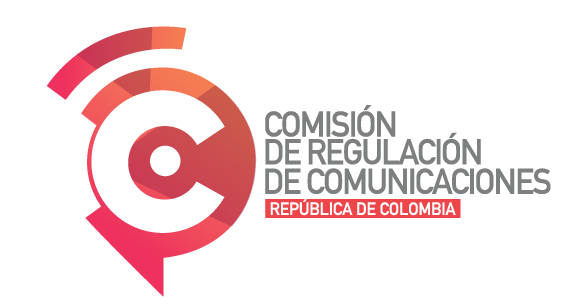 COMISIÓN
DE REGULACIÓN
DE COMUNICACIONES
REPÚBLICA DE COLOMBIA